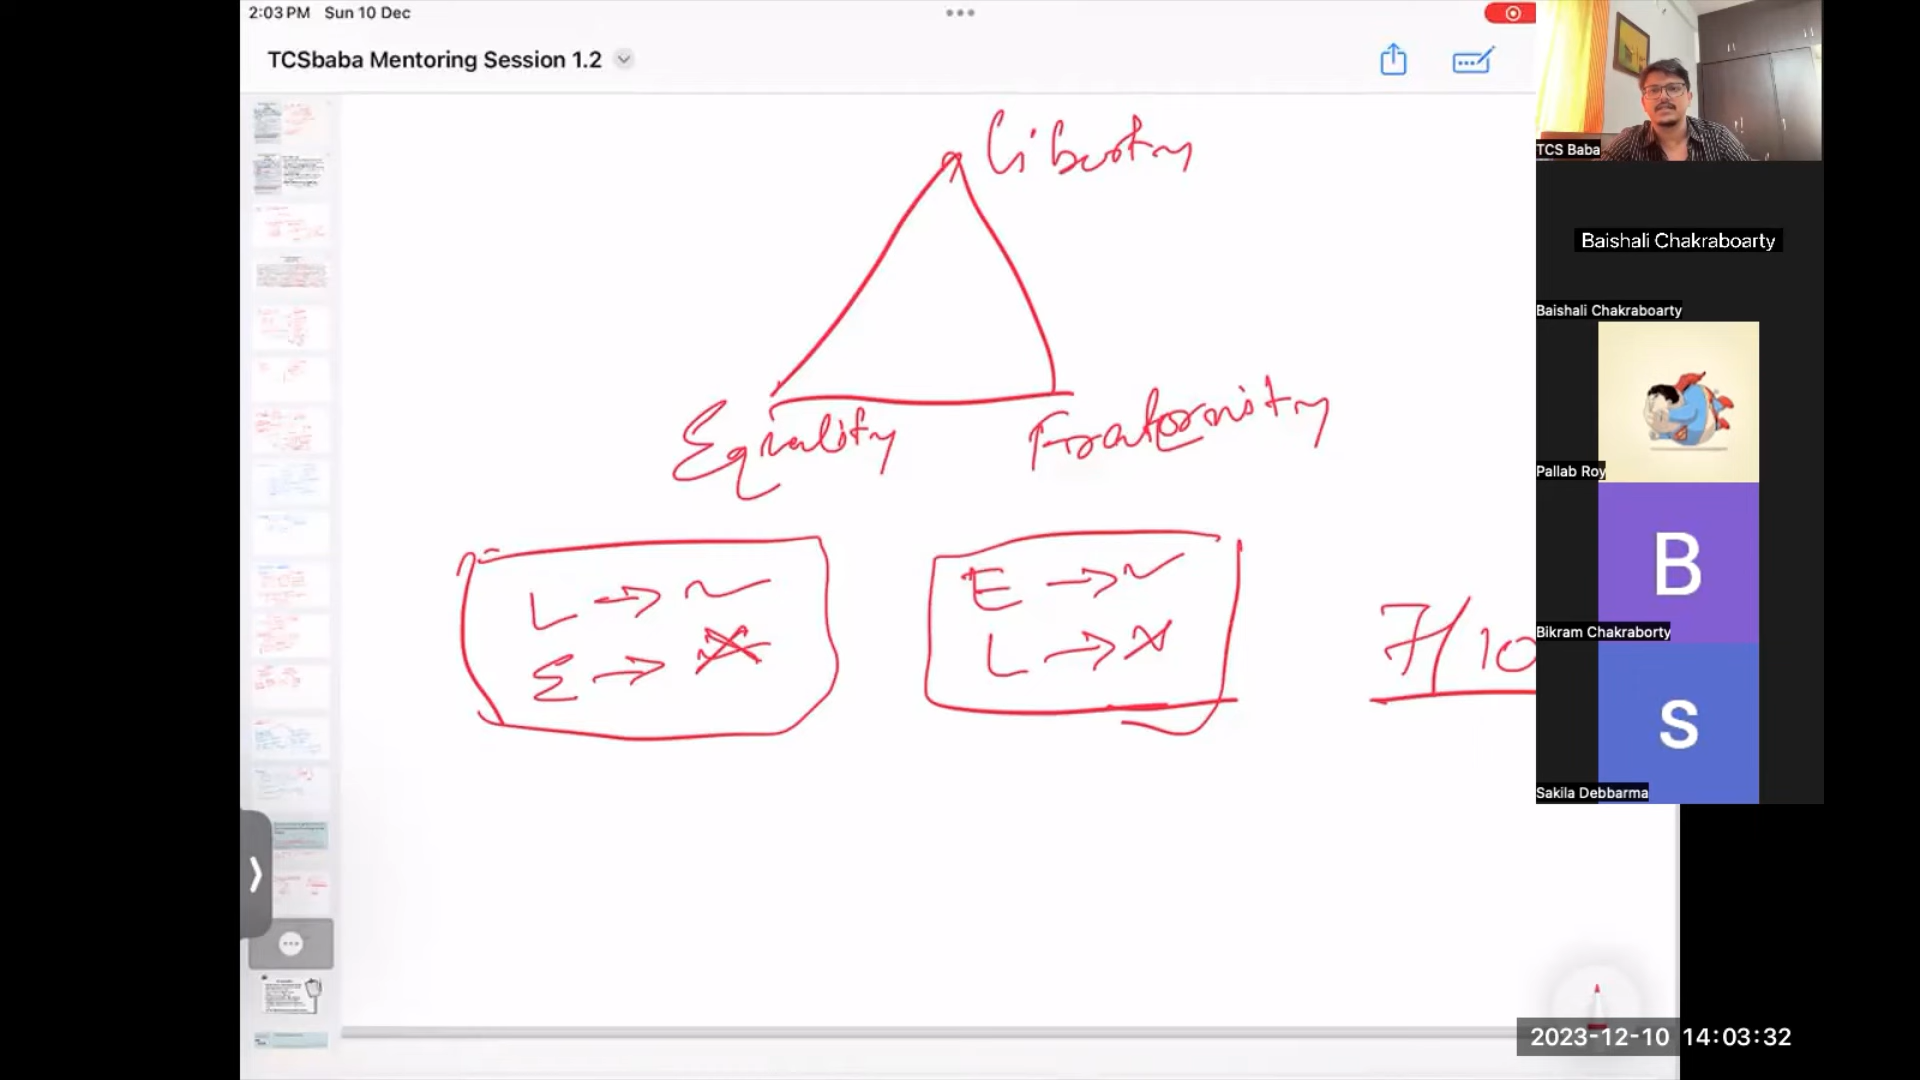 2:03 PM Sun 10 Dec
TCSbaba Mentoring Session 1.2
Liberty
Equality
Fraternity
L →
E →
E → ✓
L → X
7/10
TCS Baba
Baishali Chakraboarty
Baishali Chakraboarty
Pallab Roy
B
Bikram Chakraborty
S
Sakila Debbarma
2023-12-10 14:03:32